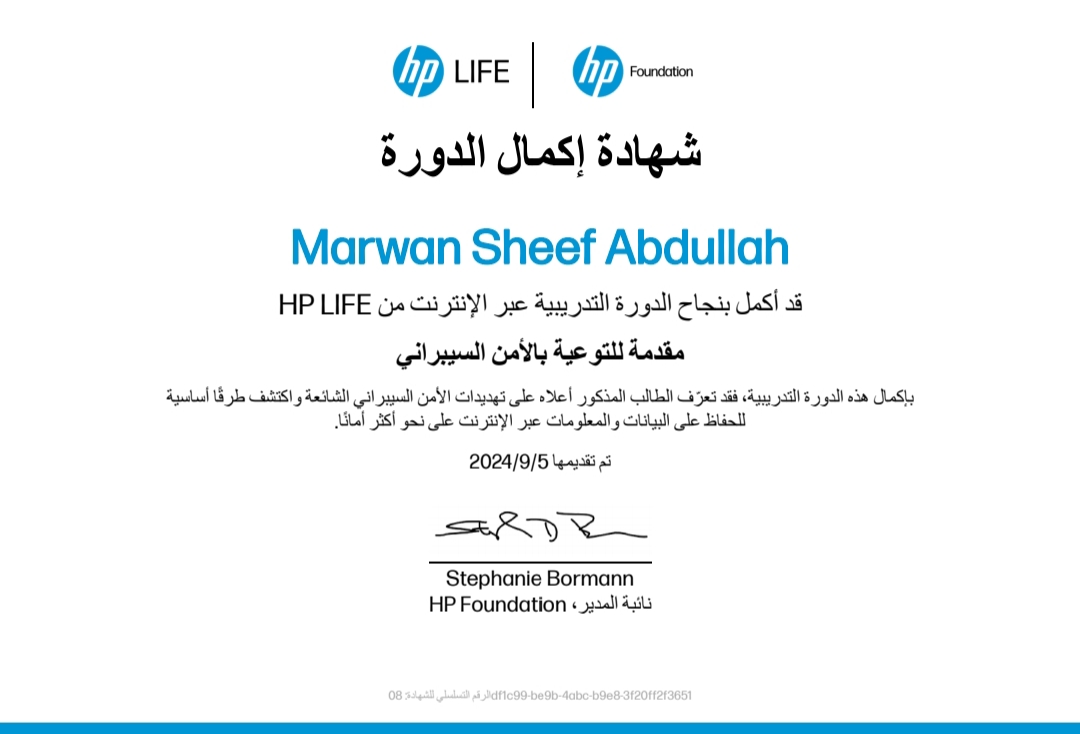 hp LIFE | hp Foundation
شهادة إكمال الدورة
Marwan Sheef Abdullah
قد أكمل بنجاح الدورة التدريبية عبر الإنترنت من HP LIFE
مقدمة للتوعية بالأمن السيبراني
بإكمال هذه الدورة التدريبية، فقد تعرّف الطالب المذكور أعلاه على تهديدات الأمن السيبراني الشائعة واكتشف طرقًا أساسية
للحفاظ على البيانات والمعلومات عبر الإنترنت على نحو أكثر أمانًا.
تم تقديمها 2024/9/5
Stephanie Bormann
نائبة المدير، HP Foundation
الرقم التسلسلي للشهادة: 08df1c99-be9b-4abc-b9e8-3f20ff2f3651